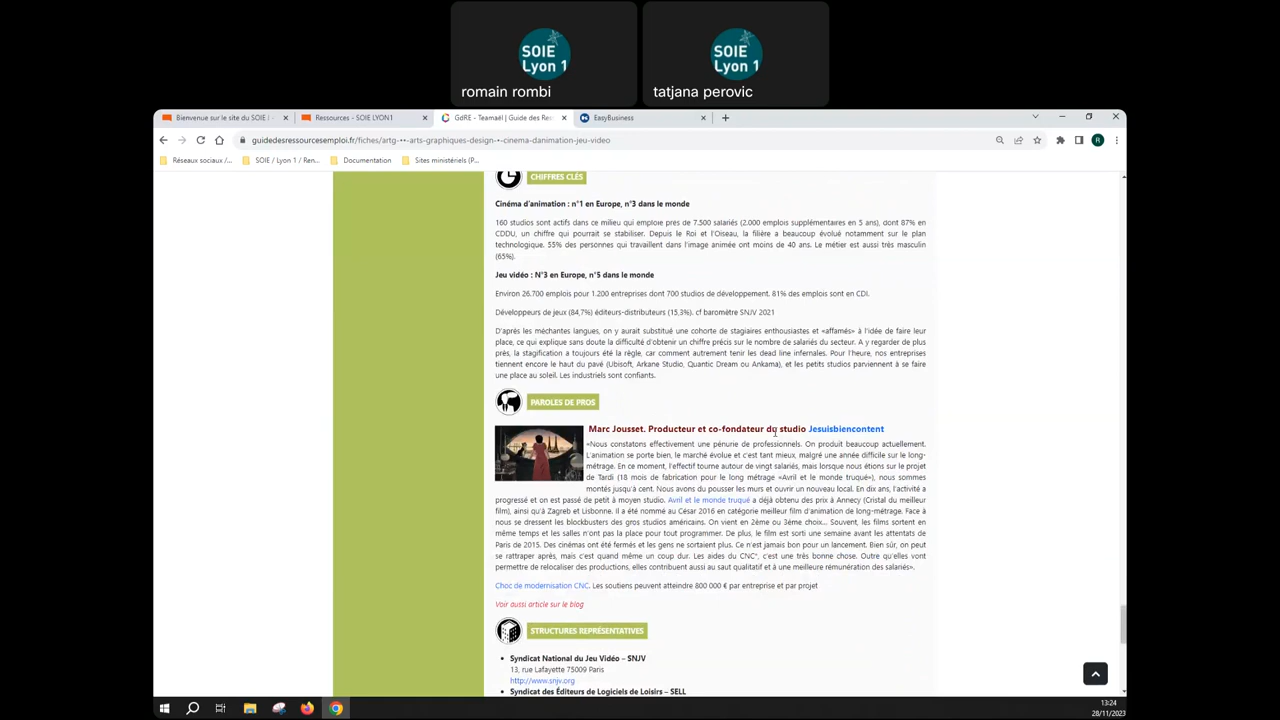 SOIE
Lyon 1
romain rombi
SOIE
Lyon 1
tatjana perovic
Bienvenue sur le site du SOIE /
Ressources - SOIE LYON1
GdRE - Teamaël | Guide des Res
EasyBusiness
guidedesressourcesemploi.fr/fiches/artg-••-arts-graphiques-design-•-cinema-danimation-jeu-video
Réseaux sociaux /...
SOIE / Lyon 1 / Ren...
Documentation
Sites ministériels (P...
CHIFFRES CLÉS
Cinéma d'animation : n°1 en Europe, n°3 dans le monde
160 studios sont actifs dans ce milieu qui emploie près de 7.500 salariés (2.000 emplois supplémentaires en 5 ans), dont 87% en
CDDU, un chiffre qui pourrait se stabiliser. Depuis le Roi et l'Oiseau, la filière a beaucoup évolué notamment sur le plan
technologique. 55% des personnes qui travaillent dans l'image animée ont moins de 40 ans. Le métier est aussi très masculin
(65%).
Jeu vidéo : N°3 en Europe, n°5 dans le monde
Environ 26.700 emplois pour 1.200 entreprises dont 700 studios de développement. 81% des emplois sont en CDI.
Développeurs de jeux (84,7%) éditeurs-distributeurs (15,3%). cf baromètre SNJV 2021
D'après les méchantes langues, on y aurait substitué une cohorte de stagiaires enthousiastes et «affamés» à l'idée de faire leur
place, ce qui explique sans doute la difficulté d'obtenir un chiffre précis sur le nombre de salariés du secteur. A y regarder de plus
près, la stagification a toujours été la règle, car comment autrement tenir les dead line infernales. Pour l'heure, nos entreprises
tiennent encore le haut du pavé (Ubisoft, Arkane Studio, Quantic Dream ou Ankama), et les petits studios parviennent à se faire
une place au soleil. Les industriels sont confiants.
PAROLES DE PROS
Marc Jousset. Producteur et co-fondateur du studio Jesuisbiencontent
«Nous constatons effectivement une pénurie de professionnels. On produit beaucoup actuellement.
L'animation se porte bien, le marché évolue et c'est tant mieux, malgré une année difficile sur le long-
métrage. En ce moment, l'effectif tourne autour de vingt salariés, mais lorsque nous étions sur le projet
de Tardi (18 mois de fabrication pour le long métrage «Avril et le monde truqué»), nous sommes
montés jusqu'à cent. Nous avons du pousser les murs et ouvrir un nouveau local. En dix ans, l'activité a
progressé et on est passé de petit à moyen studio. Avril et le monde truqué a déjà obtenu des prix à Annecy (Cristal du meilleur
film), ainsi qu'à Zagreb et Lisbonne. Il a été nommé au César 2016 en catégorie meilleur film d'animation de long-métrage. Face à
nous se dressent les blockbusters des gros studios américains. On vient en 2ème ou 3ème choix... Souvent, les films sortent en
même temps et les salles n'ont pas la place pour tout programmer. De plus, le film est sorti une semaine avant les attentats de
Paris de 2015. Des cinémas ont été fermés et les gens ne sortaient plus. Ce n'est jamais bon pour un lancement. Bien sûr, on peut
se rattraper après, mais c'est quand même un coup dur. Les aides du CNC*, c'est une très bonne chose. Outre qu'elles vont
permettre de relocaliser des productions, elles contribuent aussi au saut qualitatif et à une meilleure rémunération des salariés».
Choc de modernisation CNC. Les soutiens peuvent atteindre 800 000 € par entreprise et par projet
Voir aussi article sur le blog
STRUCTURES REPRÉSENTATIVES
• Syndicat National du Jeu Vidéo – SNJV
13, rue Lafayette 75009 Paris
http://www.snjv.org
• Syndicat des Éditeurs de Logiciels de Loisirs – SELL
13:24
28/11/2023